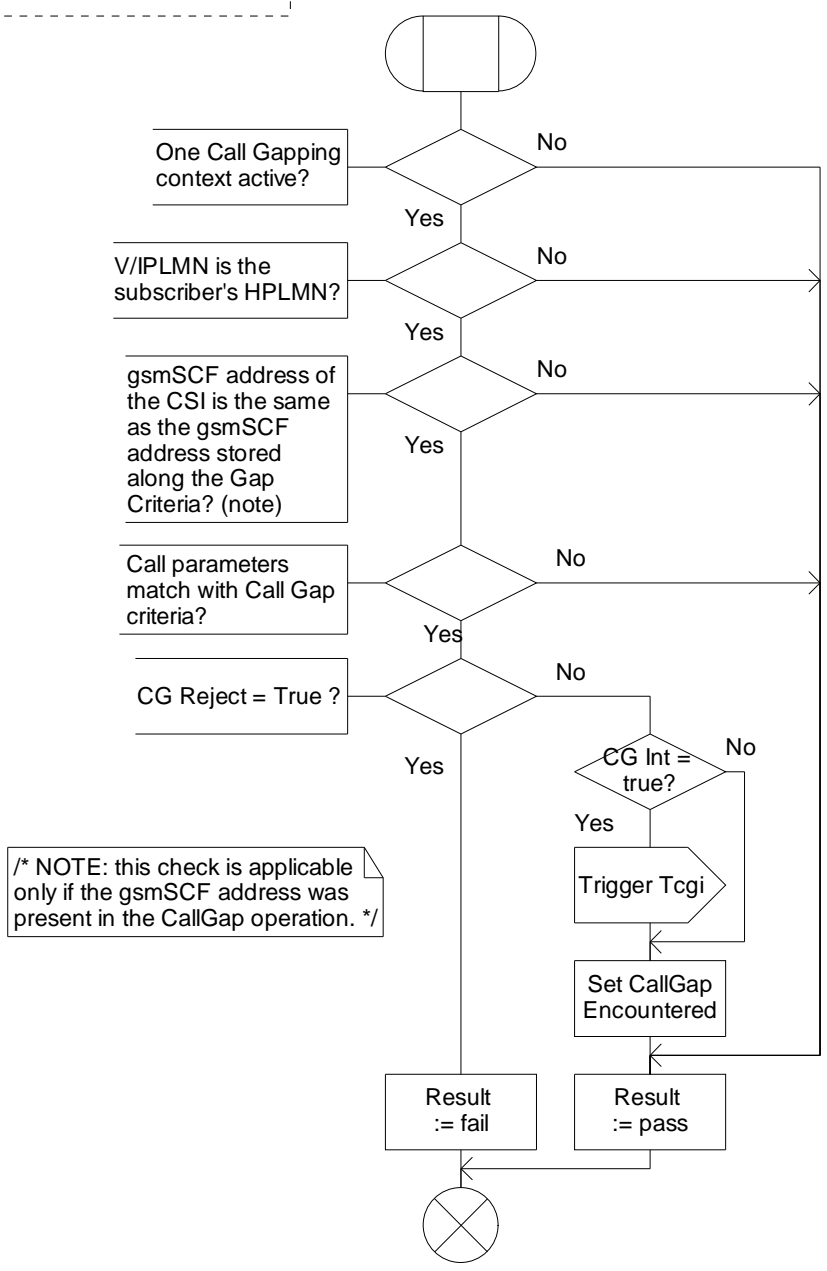 One Call Gapping
context active?
No
Yes
V/IPLMN is the
subscriber's HPLMN?
No
Yes
gsmSCF address of
the CSI is the same
as the gsmSCF
address stored
along the Gap
Criteria? (note)
No
Yes
Call parameters
match with Call Gap
criteria?
No
Yes
CG Reject = True ?
No
Yes
CG Int =
true?
No
Yes
Trigger Tcgi
/* NOTE: this check is applicable
only if the gsmSCF address was
present in the CallGap operation. */
Set CallGap
Encountered
Result
:= fail
Result
:= pass